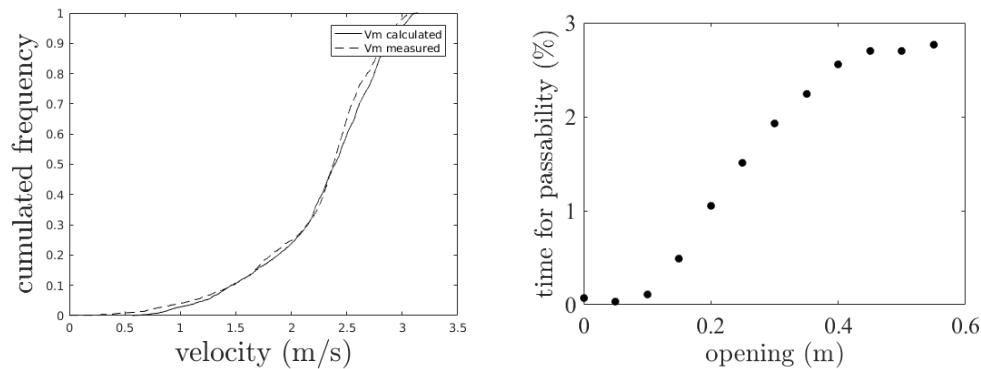 1
0.9
0.8
0.7
0.6
0.5
0.4
0.3
0.2
0.1
0
cumulated frequency
Vm calculated
Vm measured
0 0.5 1 1.5 2 2.5 3 3.5
velocity (m/s)
3
2
1
0
time for passability (%)
0 0.2 0.4 0.6
opening (m)